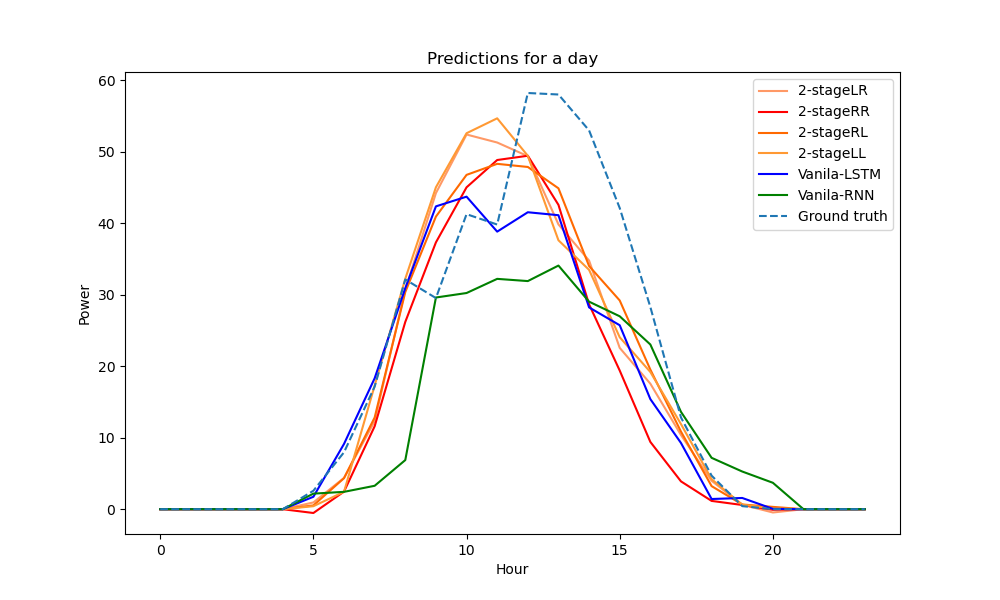 Predictions for a day
60
50
40
30
20
10
0
Power
0 5 10 15 20
Hour
2-stageLR
2-stageRR
2-stageRL
2-stageLL
Vanila-LSTM
Vanila-RNN
Ground truth